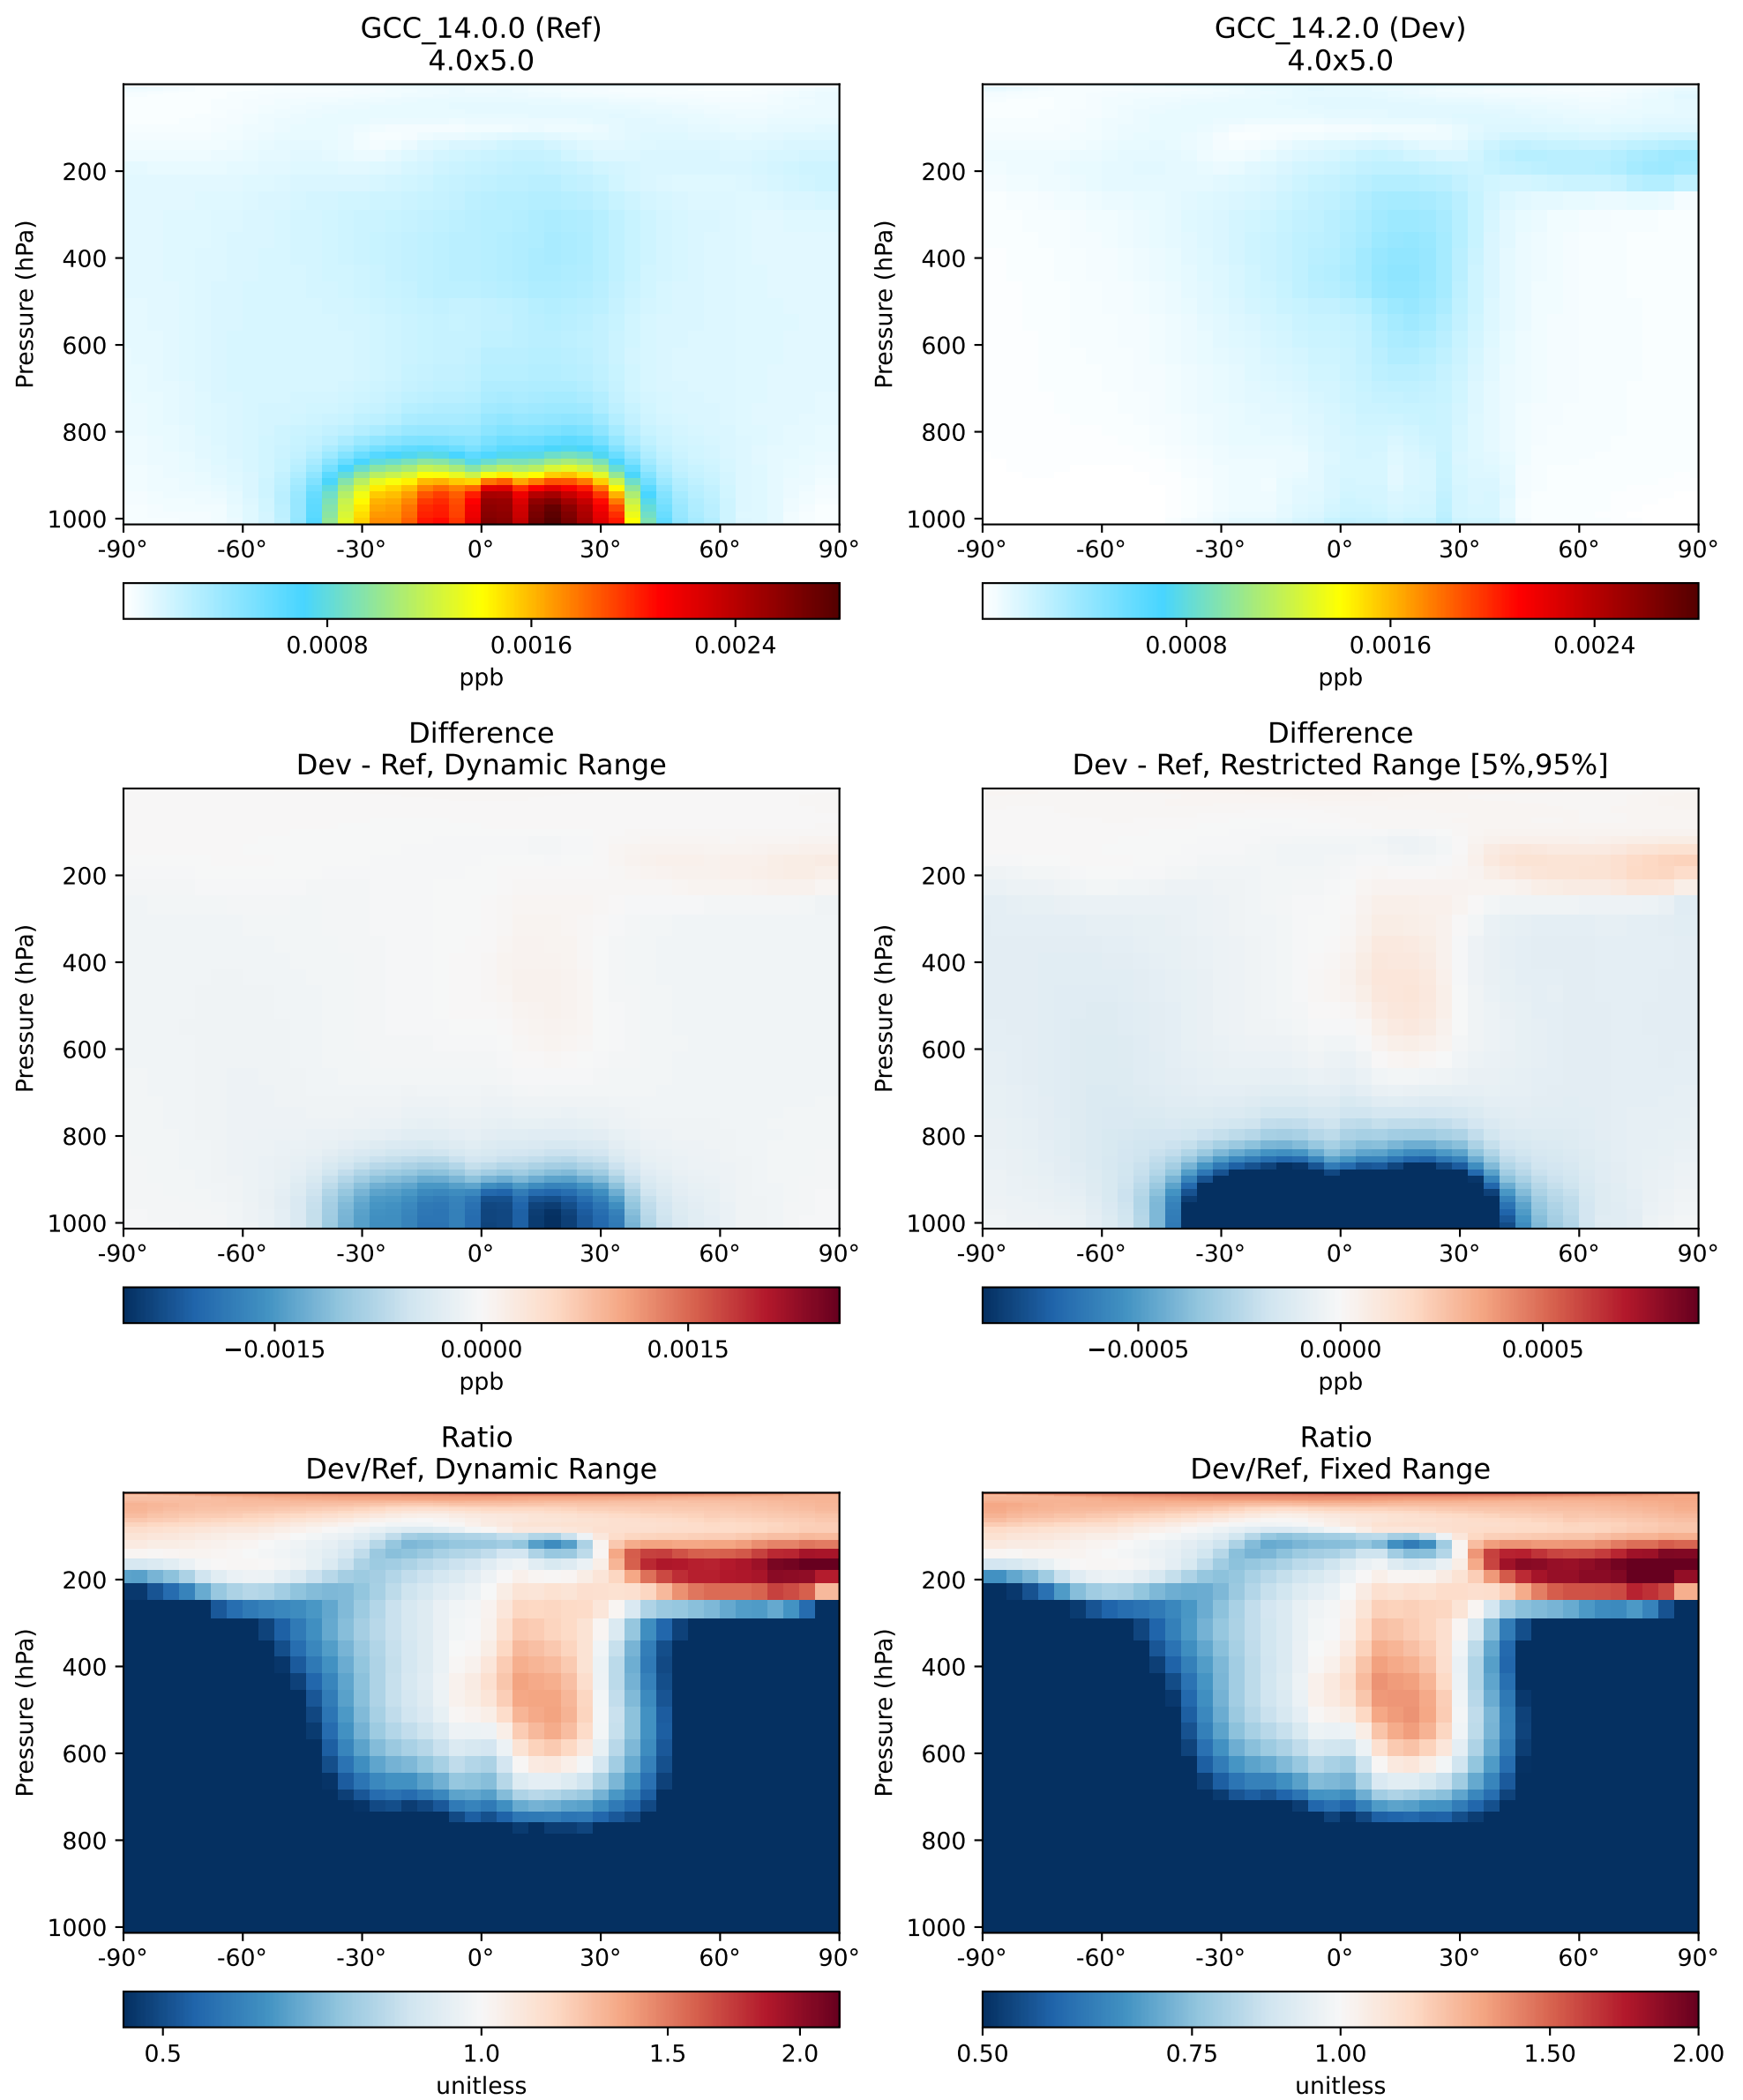 GCC_14.0.0 (Ref)
4.0x5.0
Pressure (hPa)
200
400
600
800
1000
-90° -60° -30° 0° 30° 60° 90°
0.0008 0.0016 0.0024
ppb
GCC_14.2.0 (Dev)
4.0x5.0
Pressure (hPa)
200
400
600
800
1000
-90° -60° -30° 0° 30° 60° 90°
0.0008 0.0016 0.0024
ppb
Difference
Dev - Ref, Dynamic Range
Pressure (hPa)
200
400
600
800
1000
-90° -60° -30° 0° 30° 60° 90°
−0.0015 0.0000 0.0015
ppb
Difference
Dev - Ref, Restricted Range [5%,95%]
Pressure (hPa)
200
400
600
800
1000
-90° -60° -30° 0° 30° 60° 90°
−0.0005 0.0000 0.0005
ppb
Ratio
Dev/Ref, Dynamic Range
Pressure (hPa)
200
400
600
800
1000
-90° -60° -30° 0° 30° 60° 90°
0.5 1.0 1.5 2.0
unitless
Ratio
Dev/Ref, Fixed Range
Pressure (hPa)
200
400
600
800
1000
-90° -60° -30° 0° 30° 60° 90°
0.50 0.75 1.00 1.50 2.00
unitless